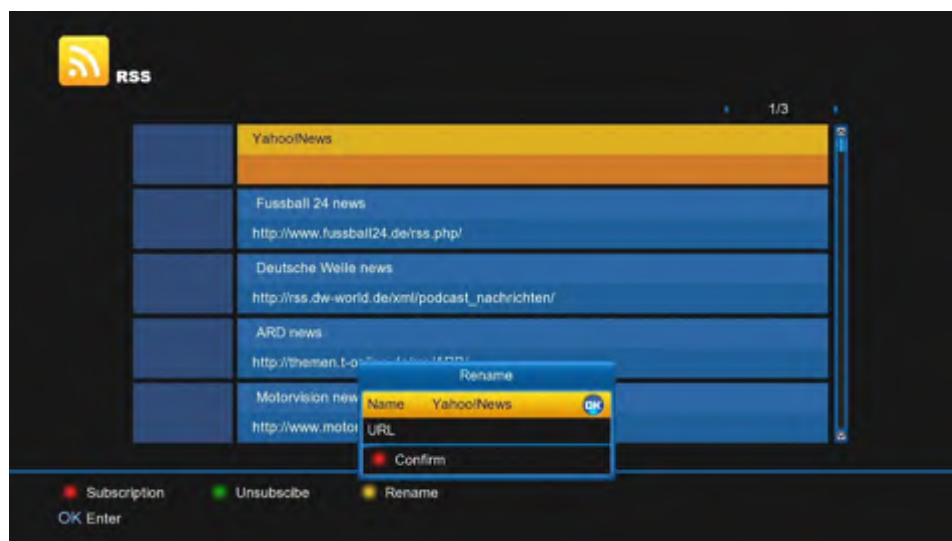 RSS
1/3
Yahoo!News
Fussball 24 news
http://www.fussball24.de/rss.php/
Deutsche Welle news
http://rss.dw-world.de/xml/podcast_nachrichten/
ARD news
http://themen.t-o
Rename
Motorvision new
Name Yahoo!News OK
http://www.motor
URL
Confirm
Subscription Unsubscibe Rename
OK Enter